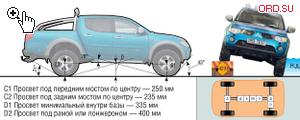 ORD.SU
42°
C1 Просвет под передним мостом по центру — 250 мм
C2 Просвет под задним мостом по центру — 235 мм
D1 Просвет минимальный внутри базы — 335 мм
D2 Просвет под рамой или лонжероном — 400 мм